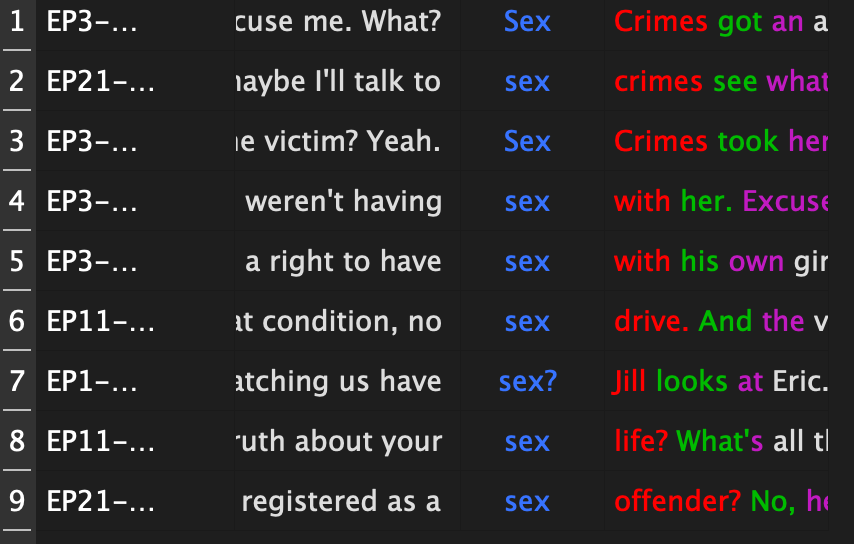 1 EP3-... cuse me. What? Sex Crimes got an a
2 EP21-... maybe I'll talk to sex crimes see what
3 EP3-... he victim? Yeah. Sex Crimes took her
4 EP3-... weren't having sex with her. Excuse
5 EP3-... a right to have sex with his own gir
6 EP11-... at condition, no sex drive. And the v
7 EP1-... atching us have sex? Jill looks at Eric.
8 EP11-... ruth about your sex life? What's all th
9 EP21-... registered as a sex offender? No, he